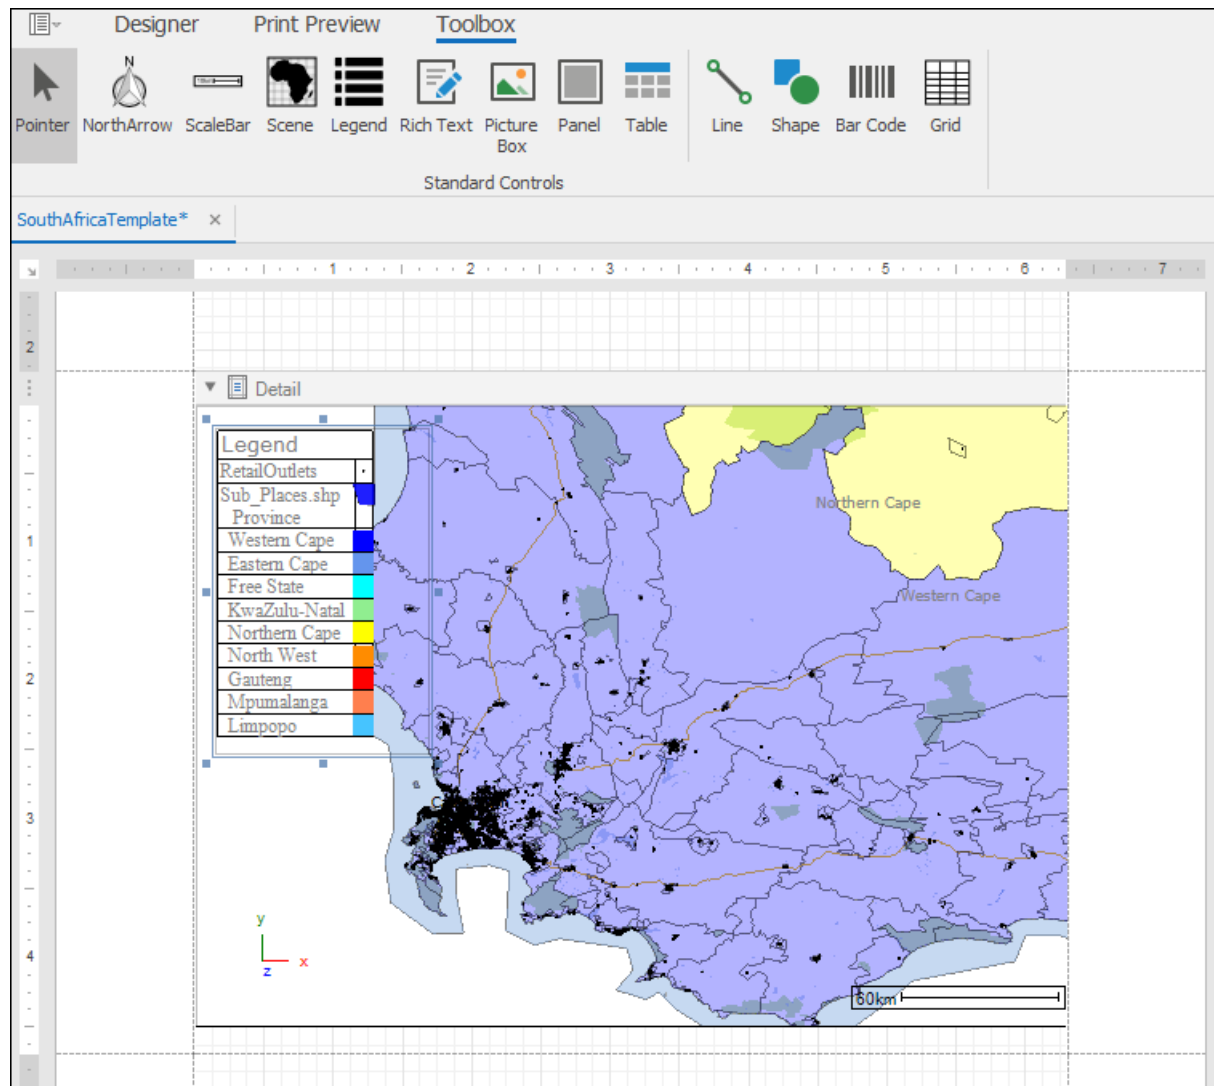 Designer Print Preview Toolbox
N
Pointer NorthArrow ScaleBar Scene Legend Rich Text Picture Box Panel Table Line Shape Bar Code Grid
Standard Controls
SouthAfricaTemplate* ×
1 2 3 4 5 6 7
2
Detail
Legend
RetailOutlets
Sub_Places.shp
Province
Western Cape
Eastern Cape
Free State
KwaZulu-Natal
Northern Cape
North West
Gauteng
Mpumalanga
Limpopo
Northern Cape
Western Cape
1
2
3
4
C
y
x
z
60km